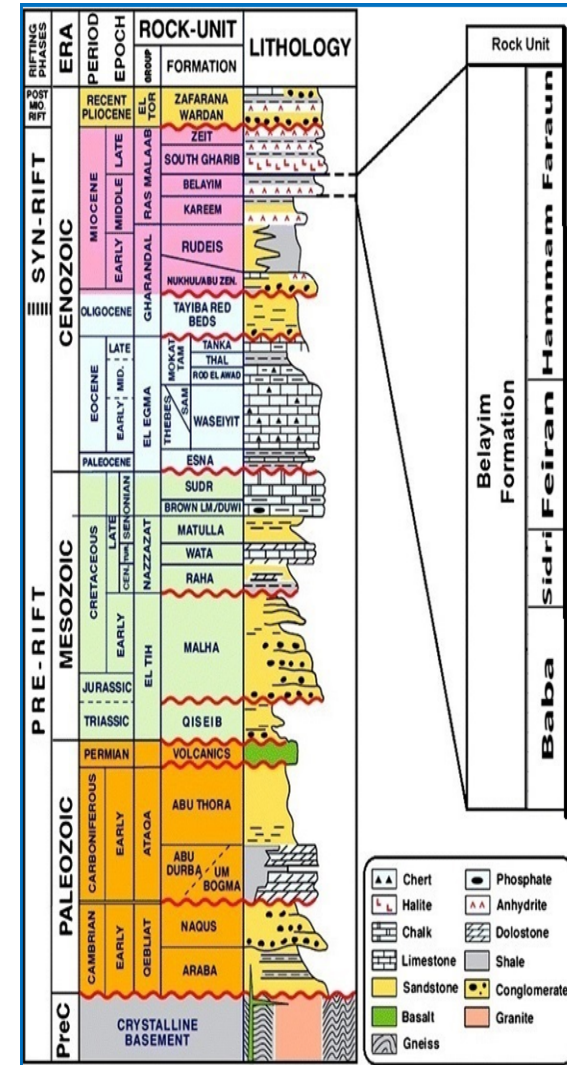 RIFTING PHASES
ERA
PERIOD
EPOCH
ROCK-UNIT
GROUP
FORMATION
LITHOLOGY
POST MIO. RIFT
SYN-RIFT
PRE-RIFT
CENOZOIC
MESOZOIC
PALEOZOIC
PreC
RECENT
PLIOCENE
EL TOR
ZAFARANA
WARDAN
MIOCENE
LATE
MIDDLE
EARLY
RAS MALAAB
ZEIT
SOUTH GHARIB
BELAYIM
KAREEM
GHARANDAL
RUDEIS
NUKHUL/ABU ZEN.
OLIGOCENE
TAYIBA RED
BEDS
EOCENE
LATE
MID.
EARLY
EL EGMA
MOKAT
TAM
TANKA
THAL
ROD EL AWAD
THEBES
SAM
WASEIYIT
PALEOCENE
ESNA
CRETACEOUS
LATE
SENONIAN
SUDR
BROWN LM./DUWI
CEN.
TUR.
NAZZAZAT
MATULLA
WATA
RAHA
EARLY
EL TIH
MALHA
JURASSIC
TRIASSIC
QISEIB
PERMIAN
VOLCANICS
CARBONIFEROUS
EARLY
ATAQA
ABU THORA
ABU
DURBA
UM
BOGMA
CAMBRIAN
EARLY
QEBLIAT
NAQUS
ARABA
CRYSTALLINE
BASEMENT
Rock Unit
Belayim
Formation
Hammam Faraun
Feiran
Sidri
Baba
Chert
Phosphate
Halite
Anhydrite
Chalk
Dolostone
Limestone
Shale
Sandstone
Conglomerate
Basalt
Granite
Gneiss